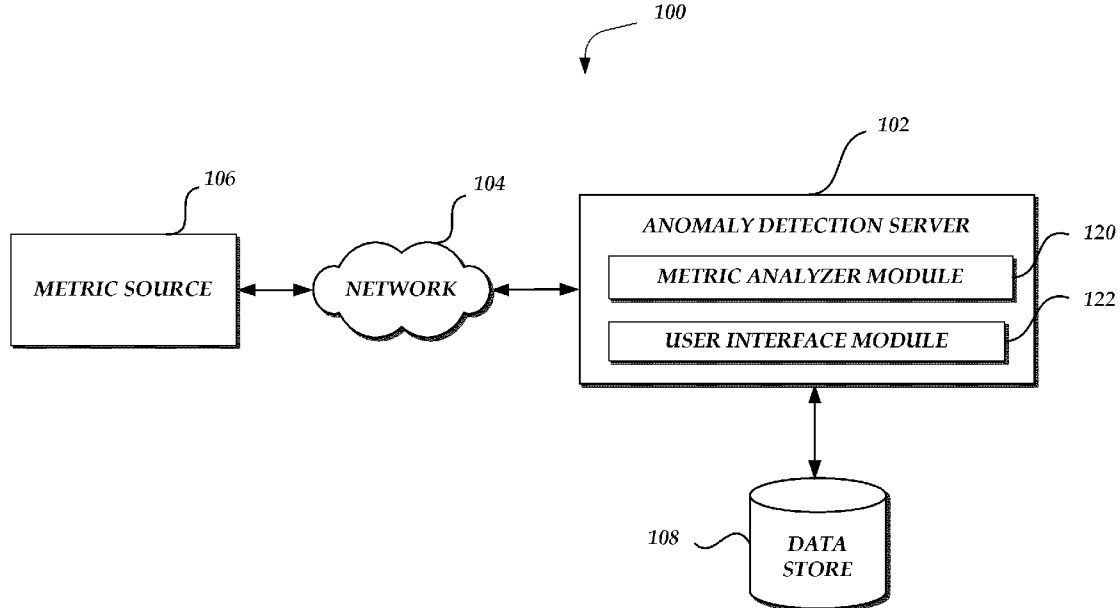 100
102
106
104
ANOMALY DETECTION SERVER
120
METRIC ANALYZER MODULE
METRIC SOURCE
NETWORK
122
USER INTERFACE MODULE
108
DATA
STORE